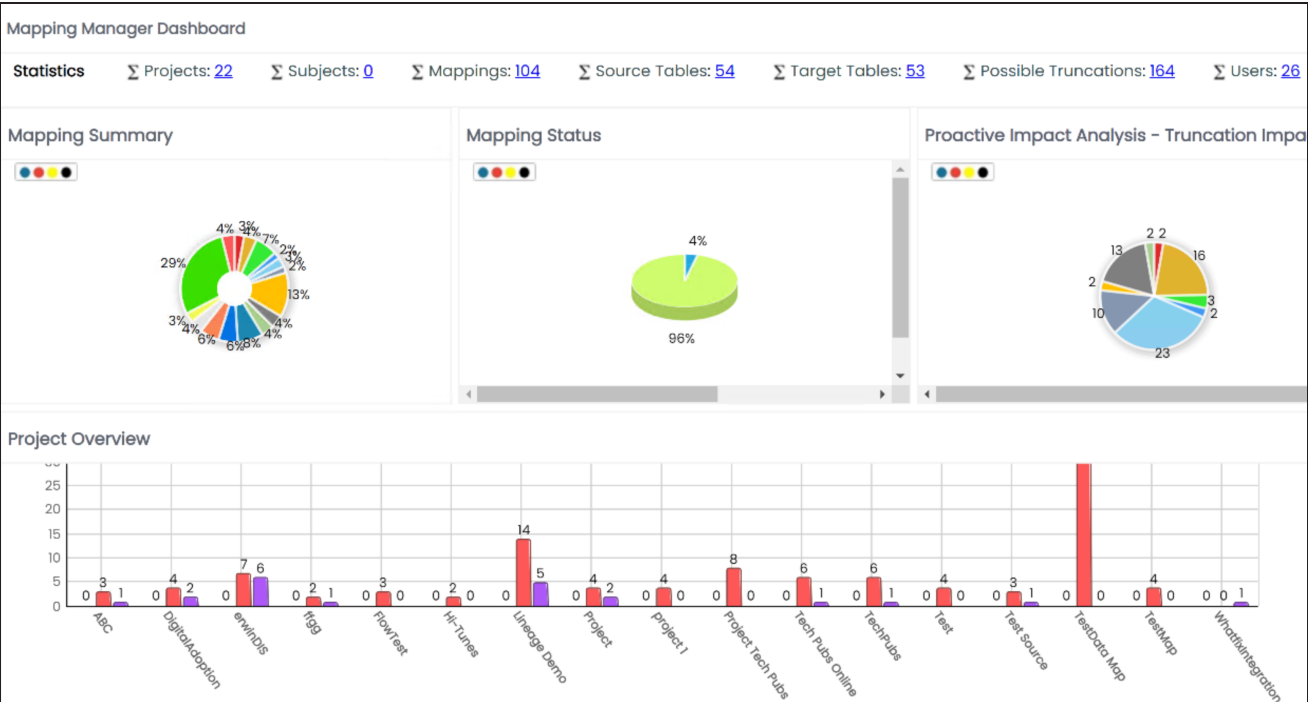 Mapping Manager Dashboard
Statistics Σ Projects: 22 Σ Subjects: 0 Σ Mappings: 104 Σ Source Tables: 54 Σ Target Tables: 53 Σ Possible Truncations: 164 Σ Users: 26
Mapping Summary
4% 3%
4%
7%
2%
3%
2%
13%
4%
4%
8%
6%
6%
4%
3%
29%
Mapping Status
4%
96%
Proactive Impact Analysis - Truncation Impa
2 2
16
3
2
23
10
2
13
Project Overview
25
20
15
10
5
0
0 3 1
0 4 2
0 7 6
0 2 1
0 3 0
0 2 0
0 14 5
0 4 2
0 4 0
0 8 0
0 6 1
0 6 1
0 4 0
0 3 1
0 0
0 4 0
0 0 1
ABC
DigitalAdoption
erwinDIS
ffgg
FlowTest
Hi-Tunes
Lineage Demo
Project
project 1
Project Tech Pubs
Tech Pubs Online
TechPubs
Test
Test Source
TestData Map
TestMap
WhatfixIntegration